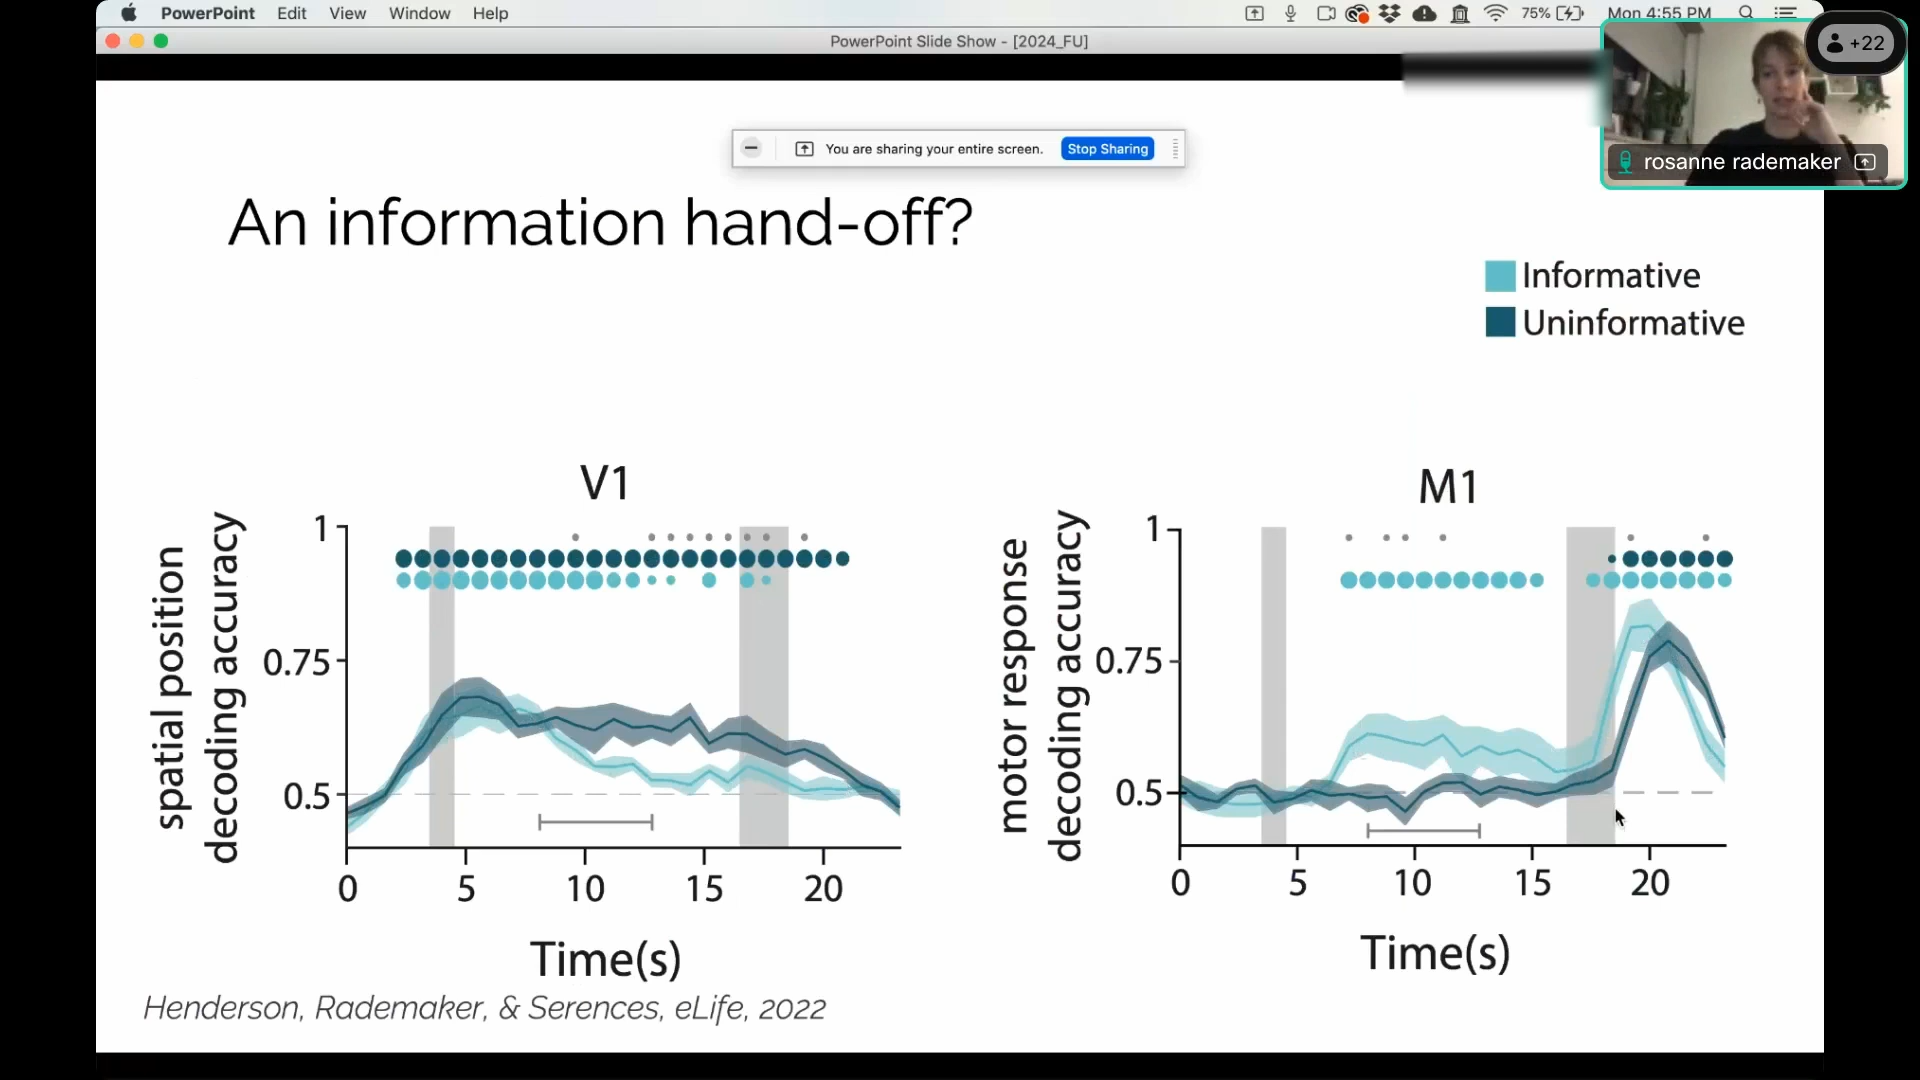 PowerPoint Edit View Window Help
75%
Mon 4:55 PM
PowerPoint Slide Show - [2024_FU]
+22
You are sharing your entire screen.
Stop Sharing
rosanne rademaker
An information hand-off?
Informative
Uninformative
V1
spatial position
decoding accuracy
1
0.75
0.5
0 5 10 15 20
Time(s)
M1
motor response
decoding accuracy
1
0.75
0.5
0 5 10 15 20
Time(s)
Henderson, Rademaker, & Serences, eLife, 2022